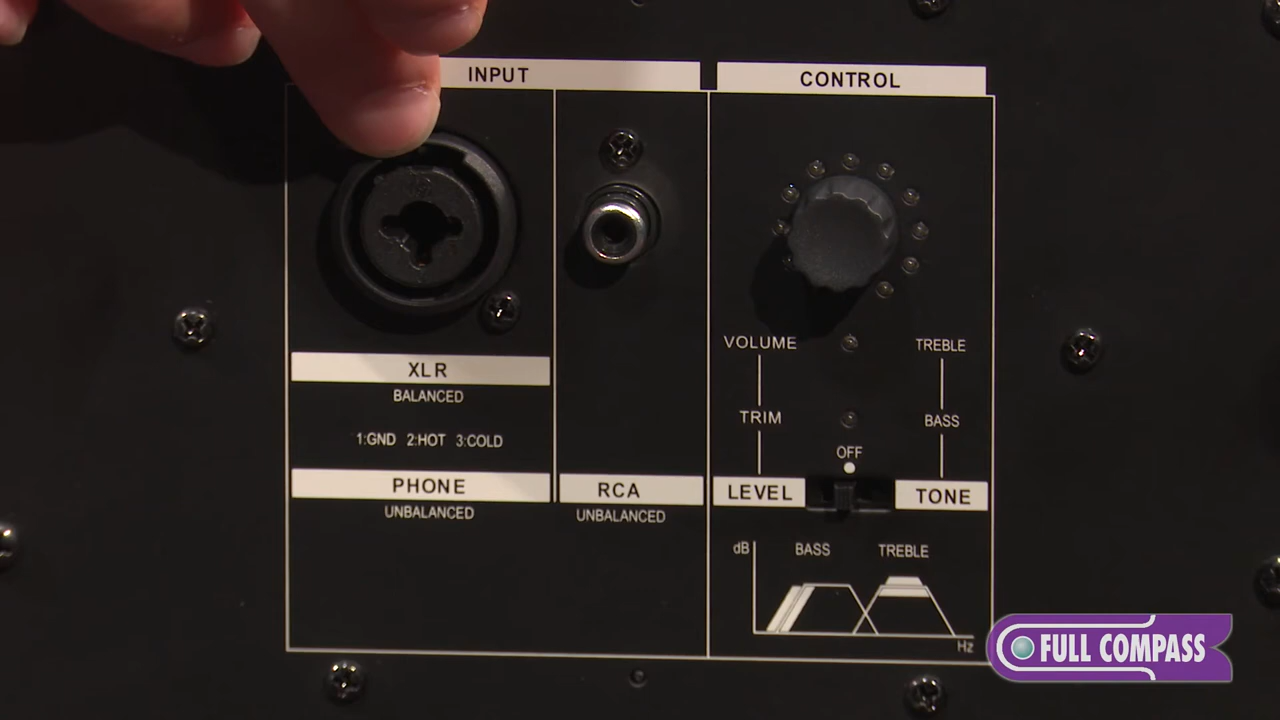 INPUT
CONTROL
XLR
BALANCED
1:GND 2:HOT 3:COLD
PHONE
UNBALANCED
RCA
UNBALANCED
VOLUME
TREBLE
TRIM
BASS
OFF
LEVEL
TONE
dB
BASS
TREBLE
Hz
FULL COMPASS